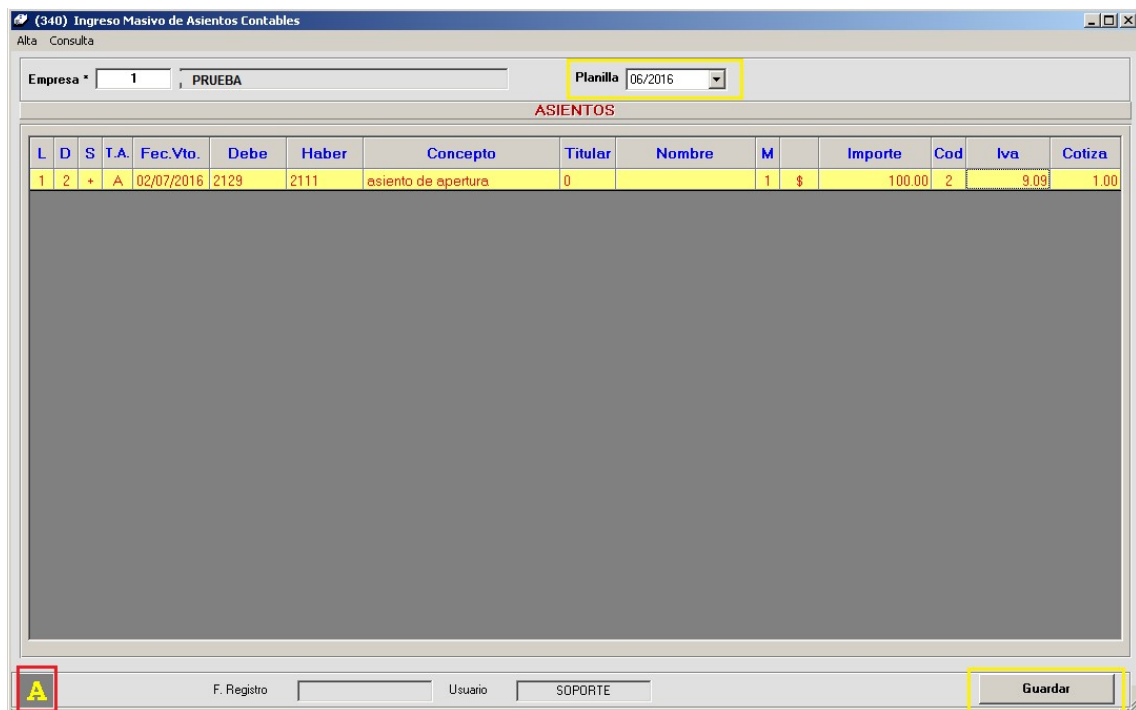 (340) Ingreso Masivo de Asientos Contables
Alta Consulta
Empresa * 1 , PRUEBA Planilla 06/2016
ASIENTOS
L D S T.A. Fec.Vto. Debe Haber Concepto Titular Nombre M Importe Cod Iva Cotiza
1 2 + A 02/07/2016 2129 2111 asiento de apertura 0 1 $ 100.00 2 9.09 1.00
A F. Registro Usuario SOPORTE Guardar